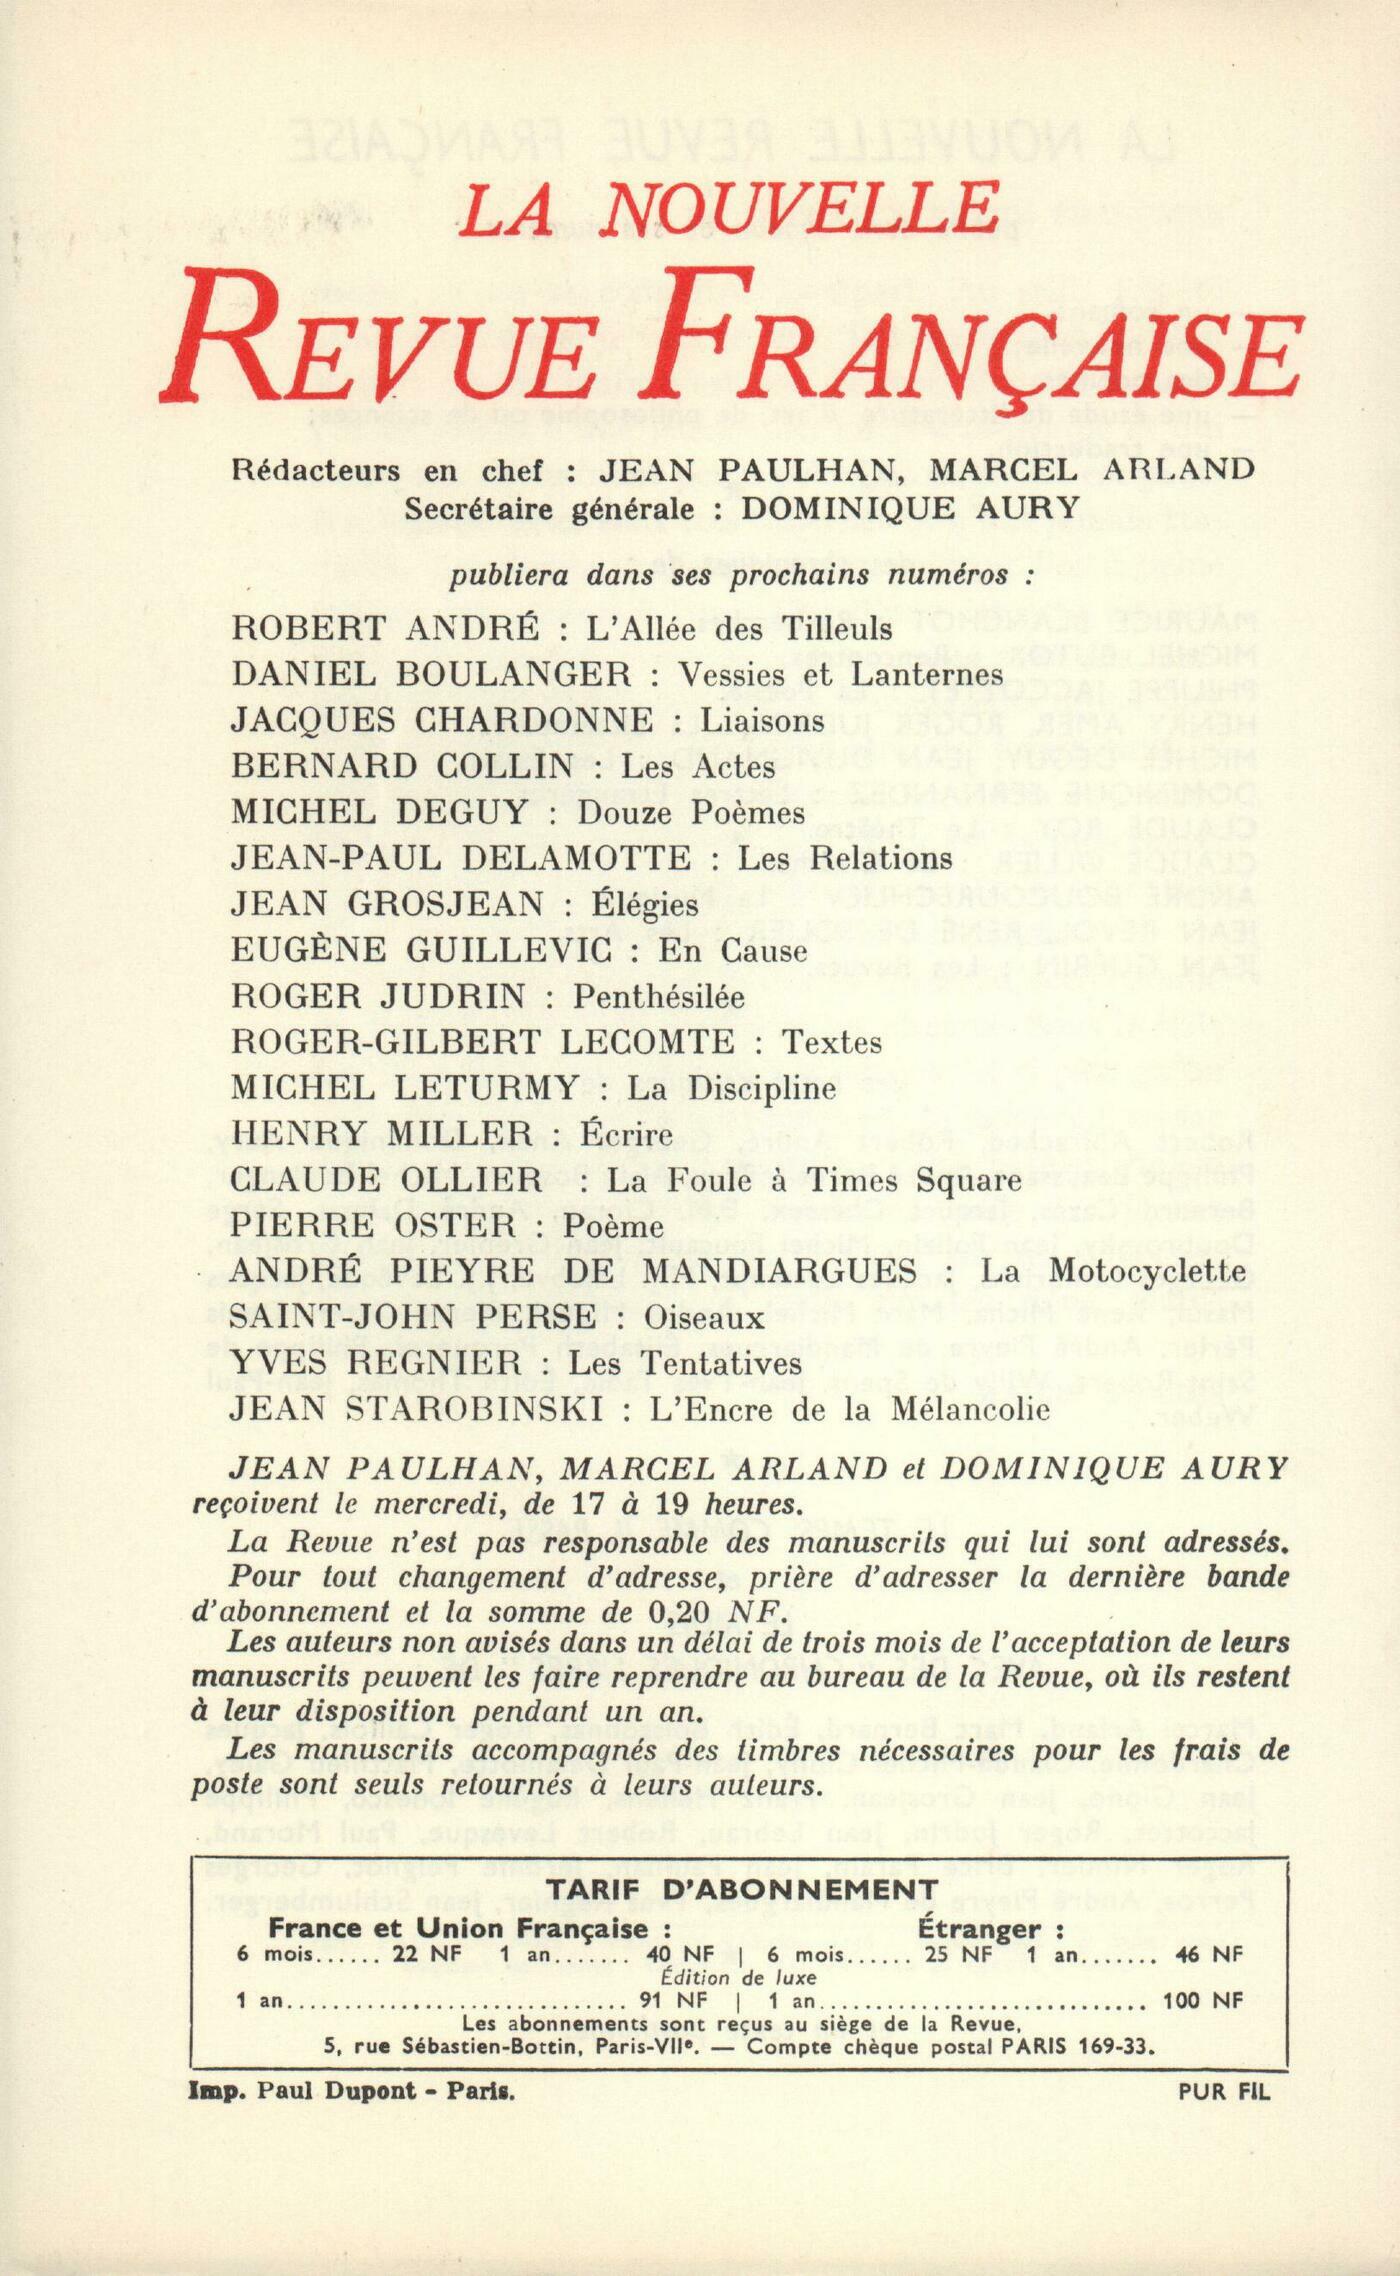 LA NOUVELLE
REVUE FRANÇAISE
Rédacteurs en chef : JEAN PAULHAN, MARCEL ARLAND
Secrétaire générale : DOMINIQUE AURY
publiera dans ses prochains numéros :
ROBERT ANDRÉ : L'Allée des Tilleuls
DANIEL BOULANGER : Vessies et Lanternes
JACQUES CHARDONNE : Liaisons
BERNARD COLLIN : Les Actes
MICHEL DEGUY : Douze Poèmes
JEAN-PAUL DELAMOTTE : Les Relations
JEAN GROSJEAN : Élégies
EUGÈNE GUILLEVIC : En Cause
ROGER JUDRIN : Penthésilée
ROGER-GILBERT LECOMTE : Textes
MICHEL LETURMY : La Discipline
HENRY MILLER : Écrire
CLAUDE OLLIER : La Foule à Times Square
PIERRE OSTER : Poème
ANDRÉ PIEYRE DE MANDIARGUES : La Motocyclette
SAINT-JOHN PERSE : Oiseaux
YVES REGNIER : Les Tentatives
JEAN STAROBINSKI : L'Encre de la Mélancolie
JEAN PAULHAN, MARCEL ARLAND et DOMINIQUE AURY
reçoivent le mercredi, de 17 à 19 heures.
La Revue n'est pas responsable des manuscrits qui lui sont adressés.
Pour tout changement d'adresse, prière d'adresser la dernière bande
d'abonnement et la somme de 0,20 NF.
Les auteurs non avisés dans un délai de trois mois de l'acceptation de leurs
manuscrits peuvent les faire reprendre au bureau de la Revue, où ils restent
à leur disposition pendant un an.
Les manuscrits accompagnés des timbres nécessaires pour les frais de
poste sont seuls retournés à leurs auteurs.
TARIF D'ABONNEMENT
France et Union Française : Étranger :
6 mois...... 22 NF 1 an....... 40 NF | 6 mois...... 25 NF 1 an....... 46 NF
Édition de luxe
1 an.............................. 91 NF | 1 an............................. 100 NF
Les abonnements sont reçus au siège de la Revue,
5, rue Sébastien-Bottin, Paris-VIIe. — Compte chèque postal PARIS 169-33.
Imp. Paul Dupont - Paris. PUR FIL